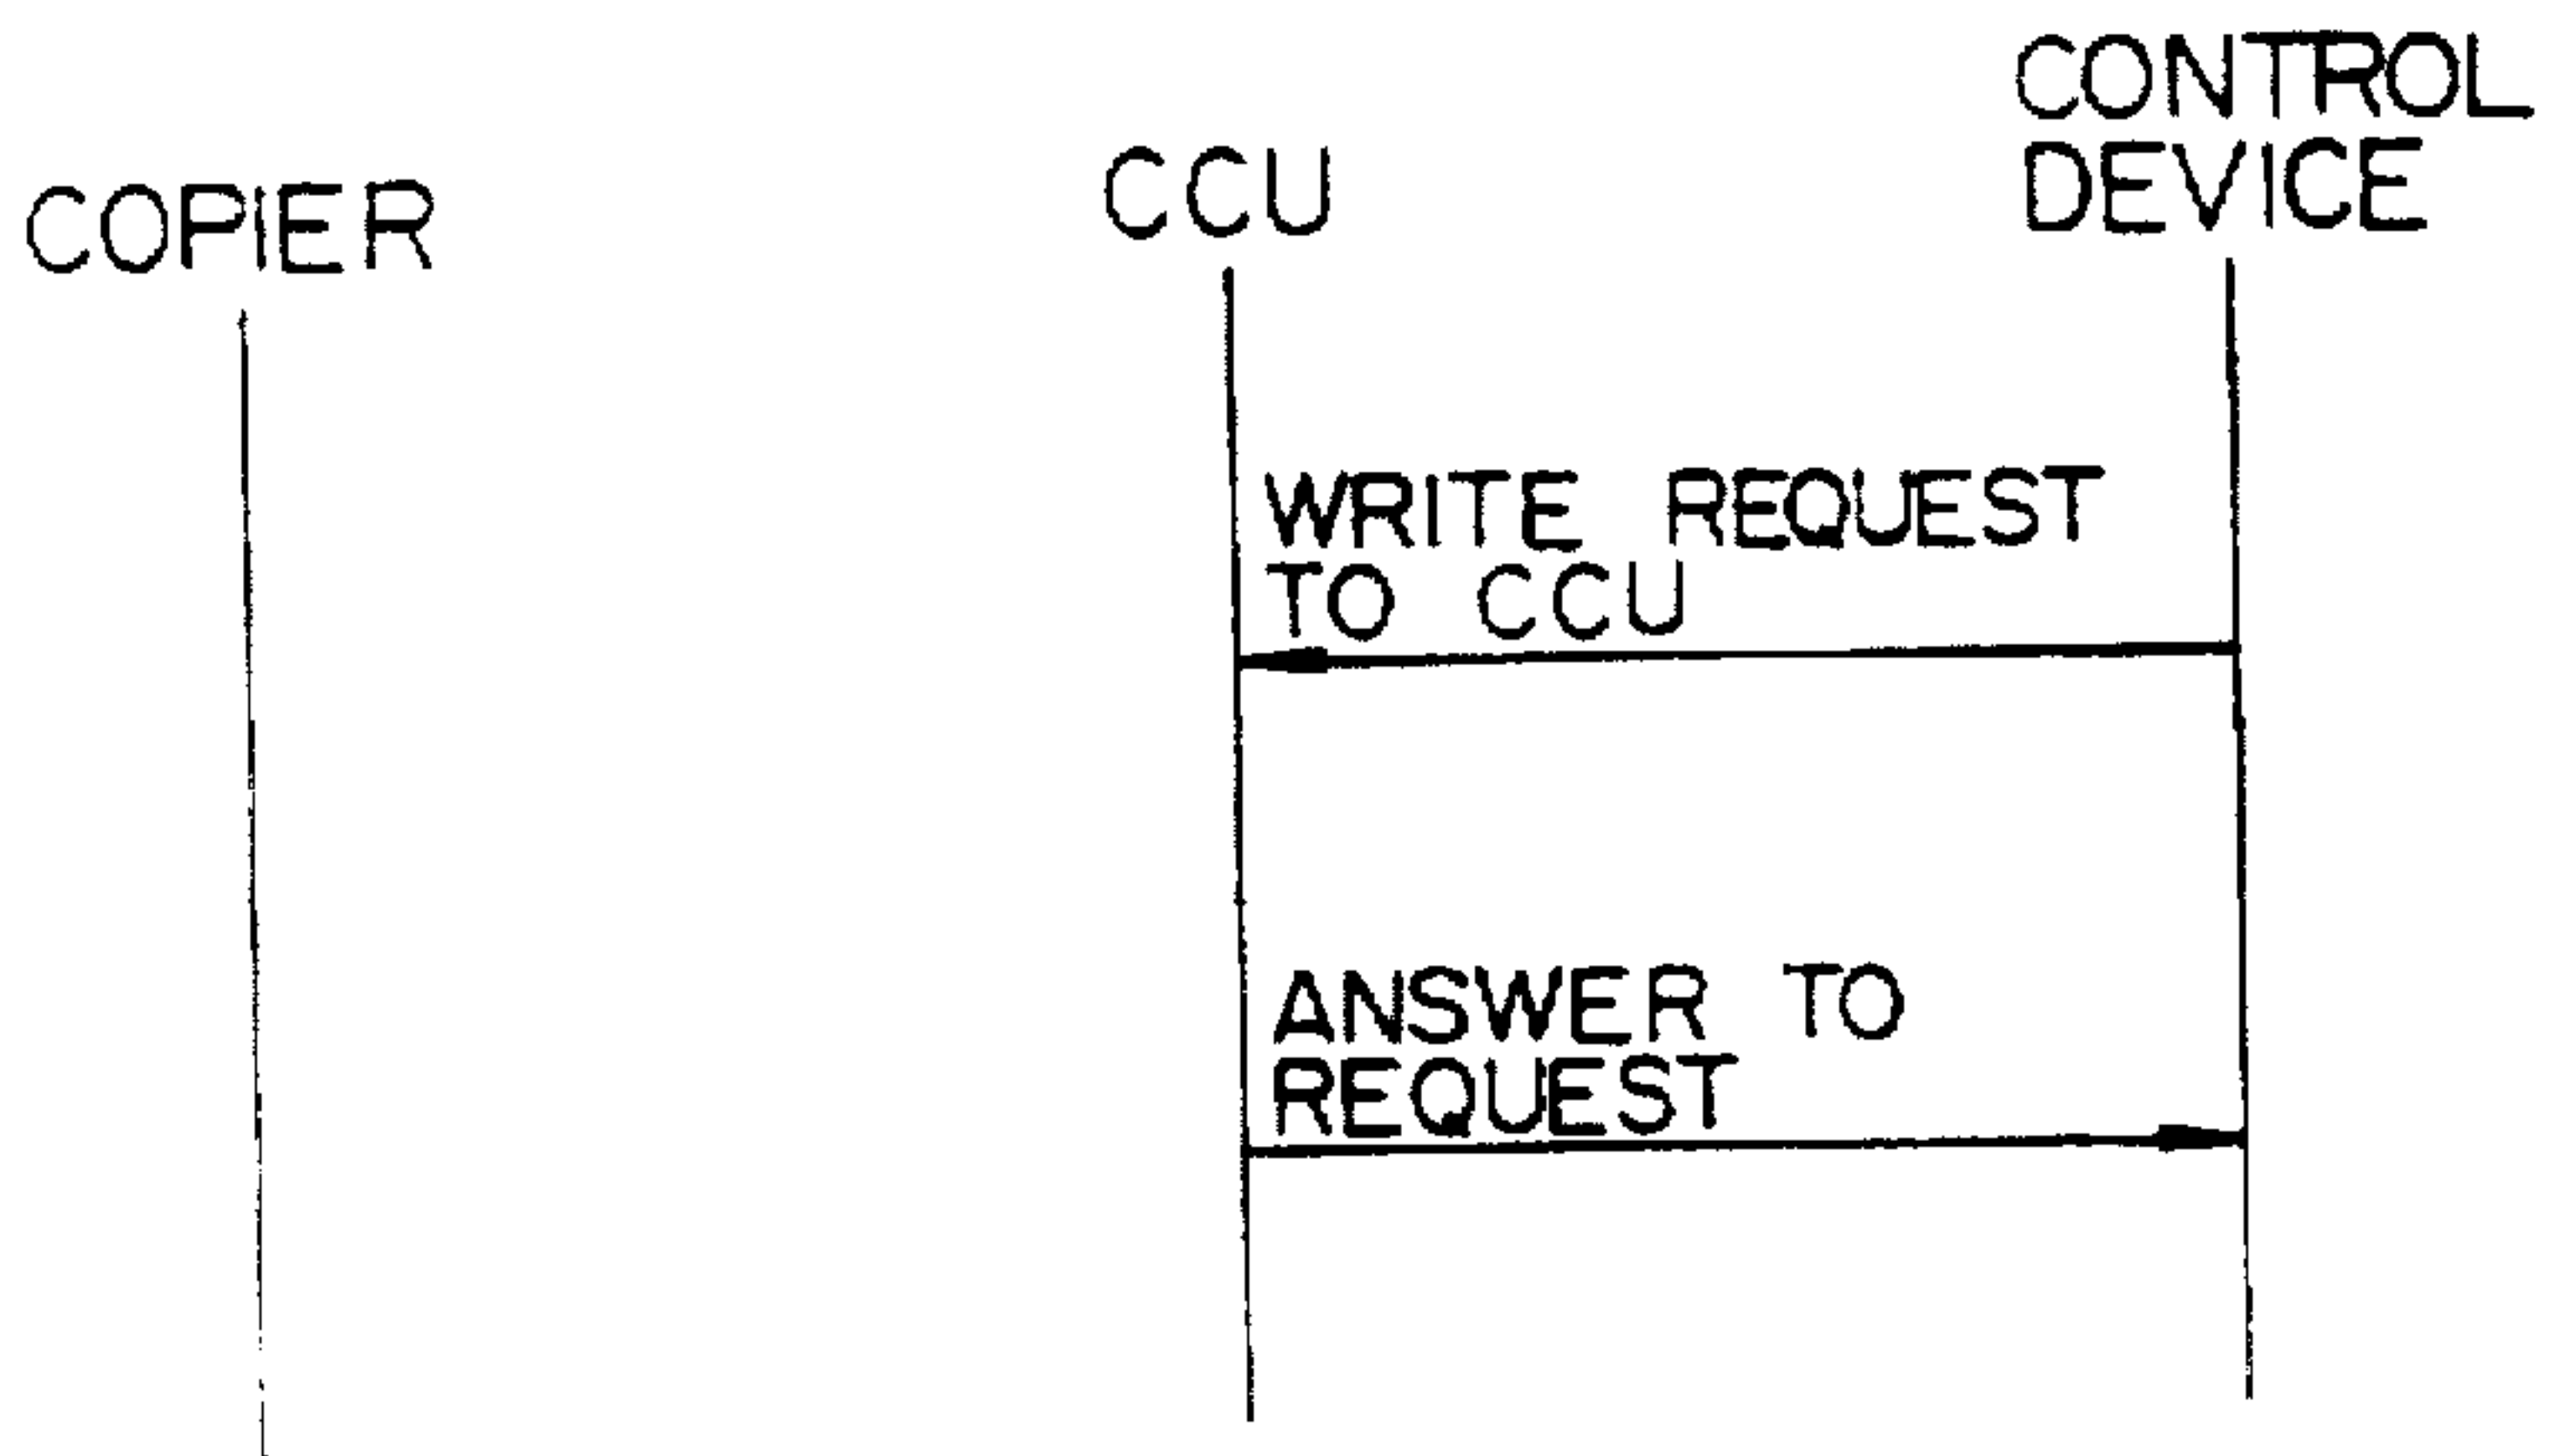 COPIER
CCU
CONTROL
DEVICE
WRITE REQUEST
TO CCU
ANSWER TO
REQUEST